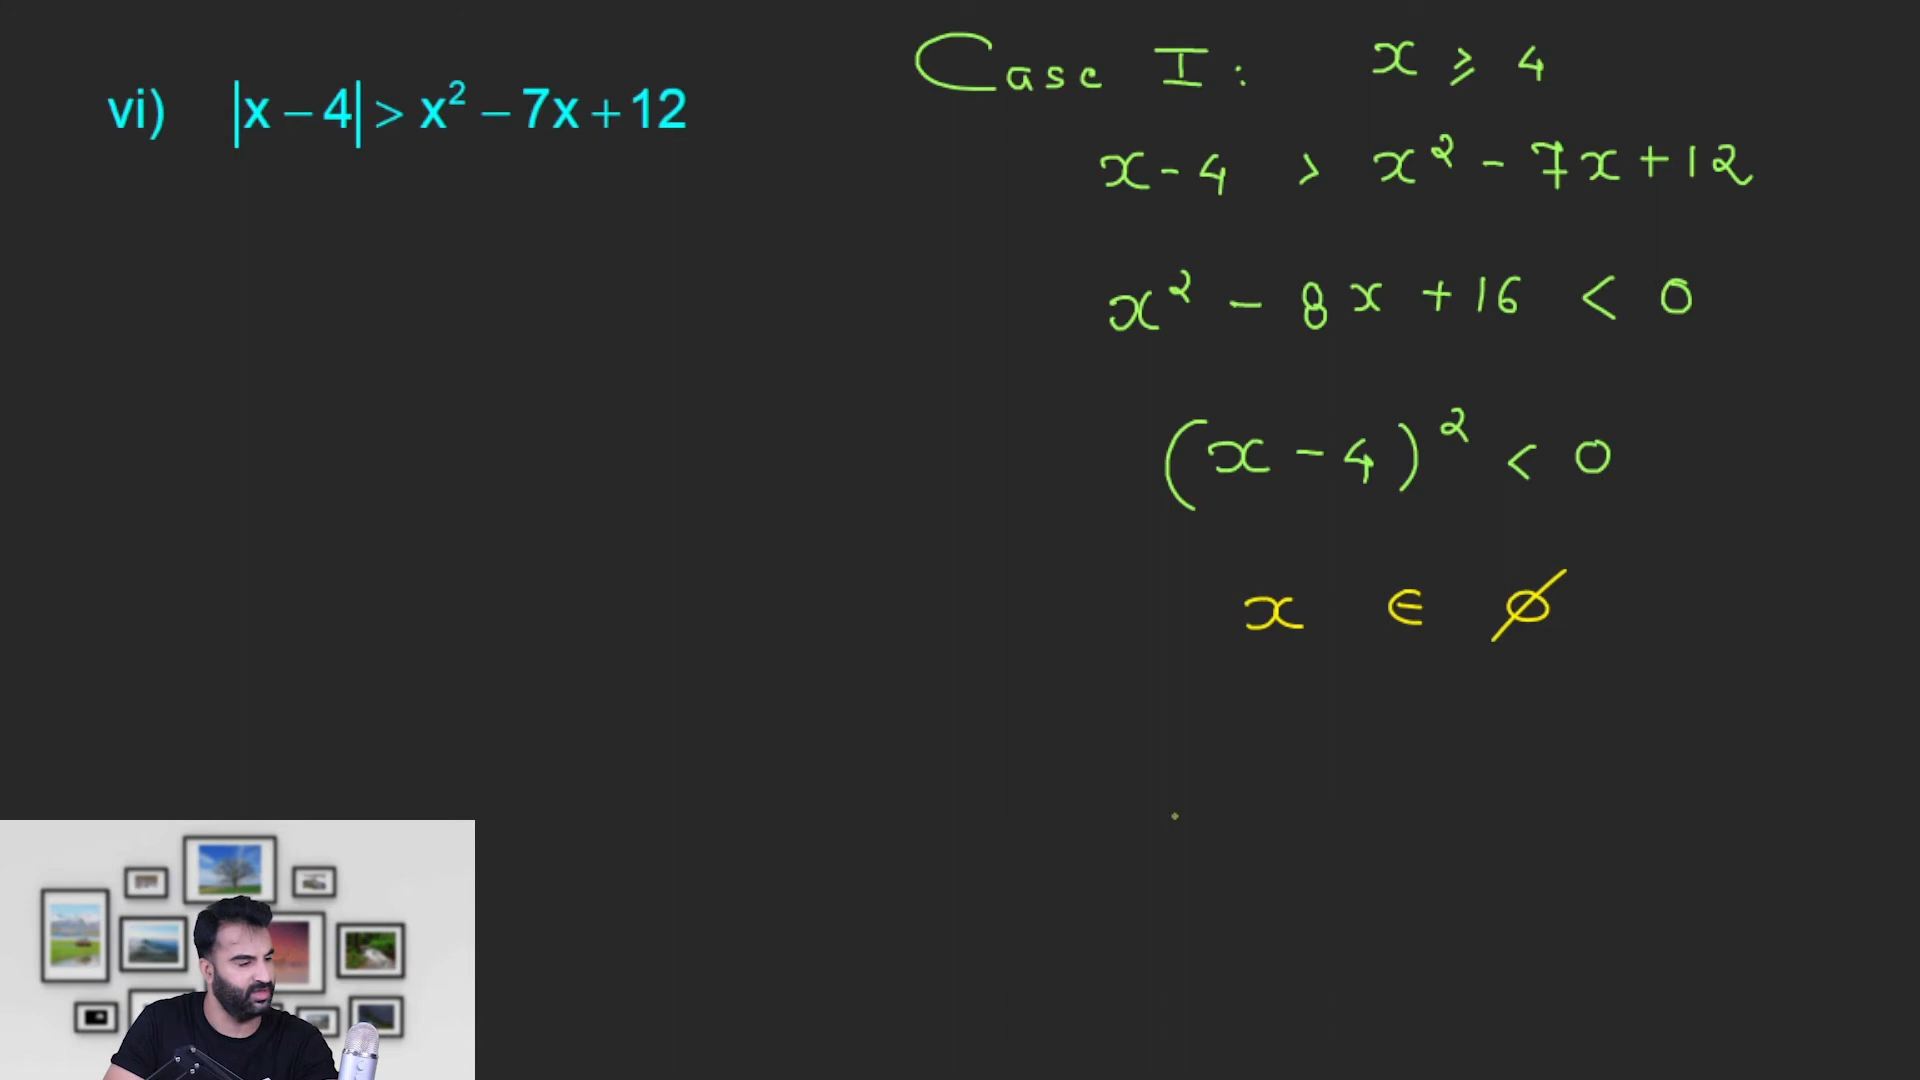 vi) |x − 4| > x² − 7x + 12
Case I: x ⩾ 4
x - 4 > x² - 7x + 12
x² - 8x + 16 < 0
(x - 4)² < 0
x ∈ ϕ